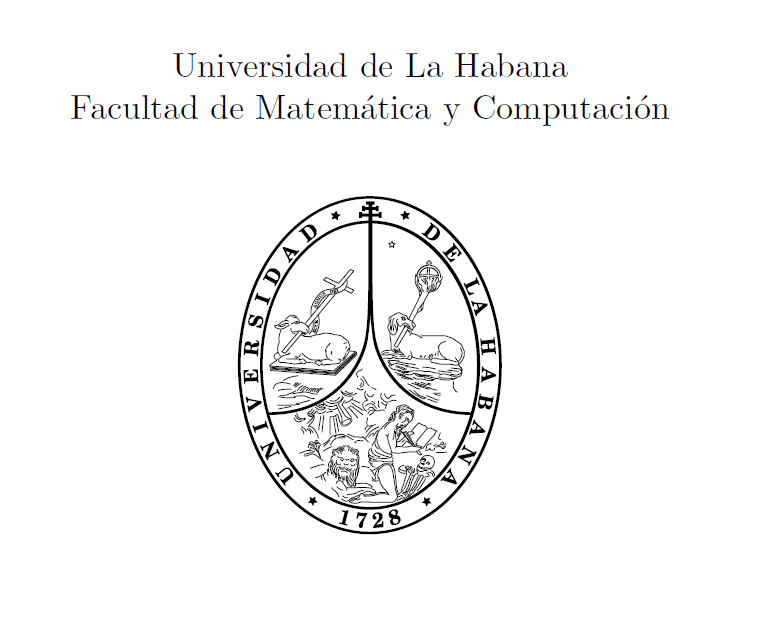 Universidad de La Habana
Facultad de Matemática y Computación
UNIVERSIDAD DE LA HABANA
1728